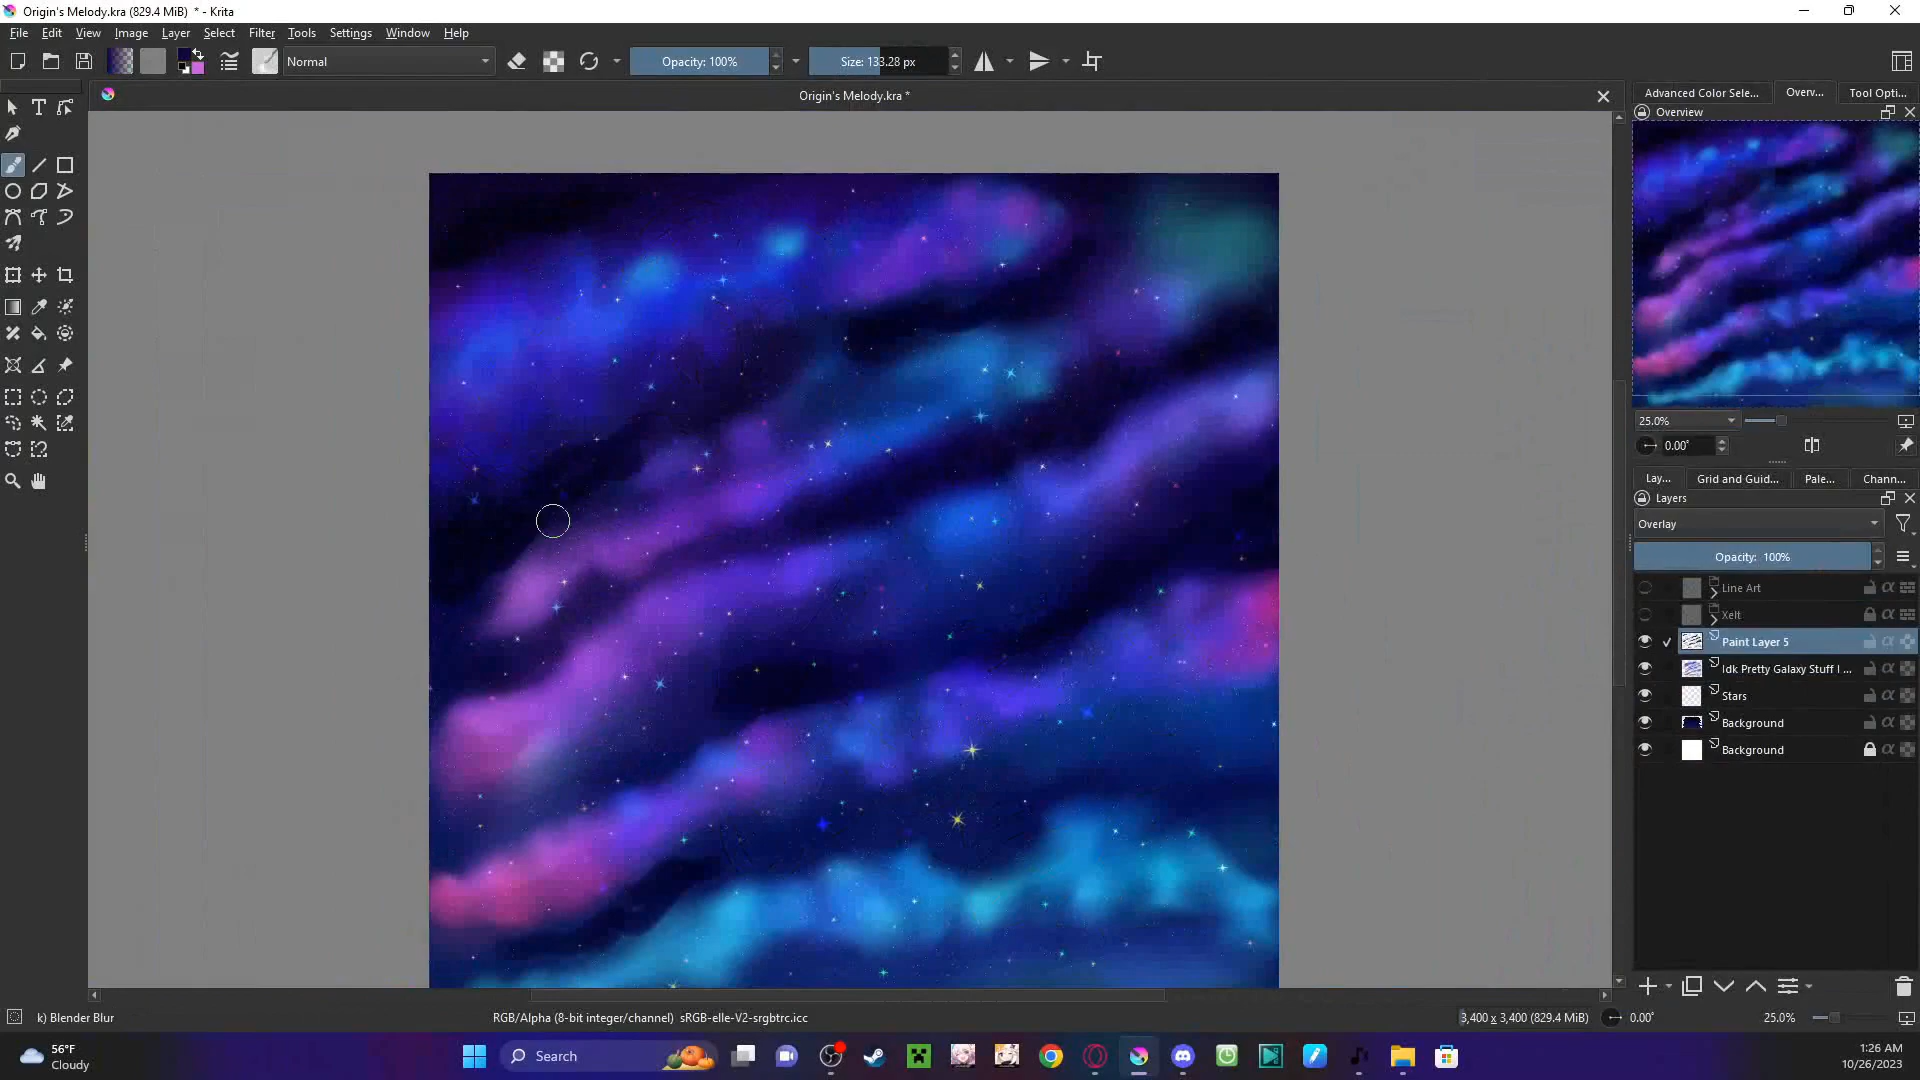 Origin's Melody.kra (829.4 MiB) * - Krita
File Edit View Image Layer Select Filter Tools Settings Window Help
Normal
Opacity: 100%
Size: 133.28 px
Origin's Melody.kra *
Advanced Color Sele...
Overv...
Tool Opti...
Overview
25.0%
0.00°
Lay...
Grid and Guid...
Pale...
Chann...
Layers
Overlay
Opacity: 100%
Line Art
Xelt
Paint Layer 5
Idk Pretty Galaxy Stuff I ...
Stars
Background
Background
k) Blender Blur
RGB/Alpha (8-bit integer/channel) sRGB-elle-V2-srgbtrc.icc
3,400 x 3,400 (829.4 MiB)
0.00°
25.0%
56°F
Cloudy
Search
1:26 AM
10/26/2023